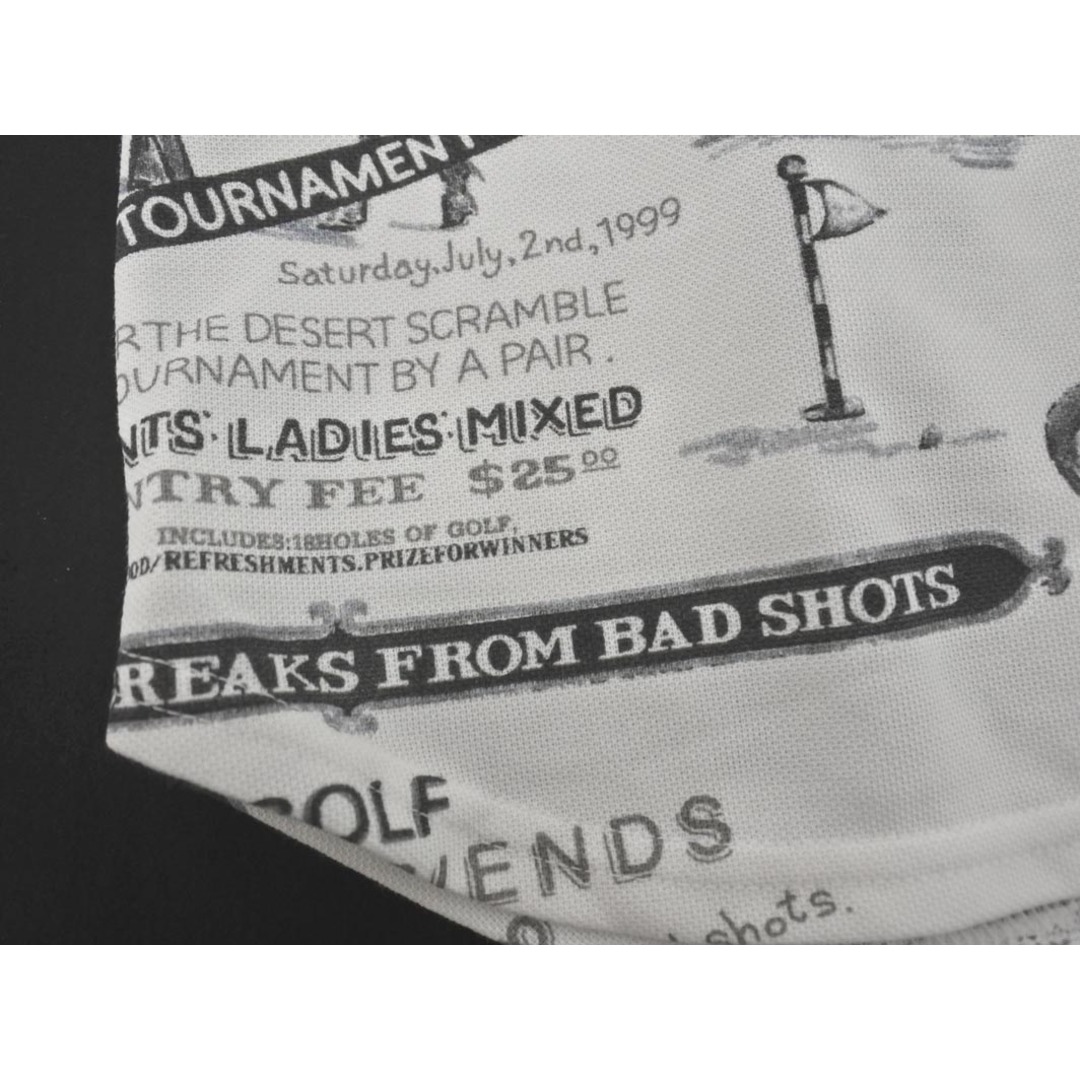 TOURNAMENT
Saturday.July,2nd,1999
R THE DESERT SCRAMBLE
OURNAMENT BY A PAIR.
NTS·LADIES·MIXED
NTRY FEE $25⁰⁰
INCLUDES:18HOLES OF GOLF,
OD/REFRESHMENTS.PRIZEFORWINNERS
REAKS FROM BAD SHOTS
GOLF
IENDS
shots.